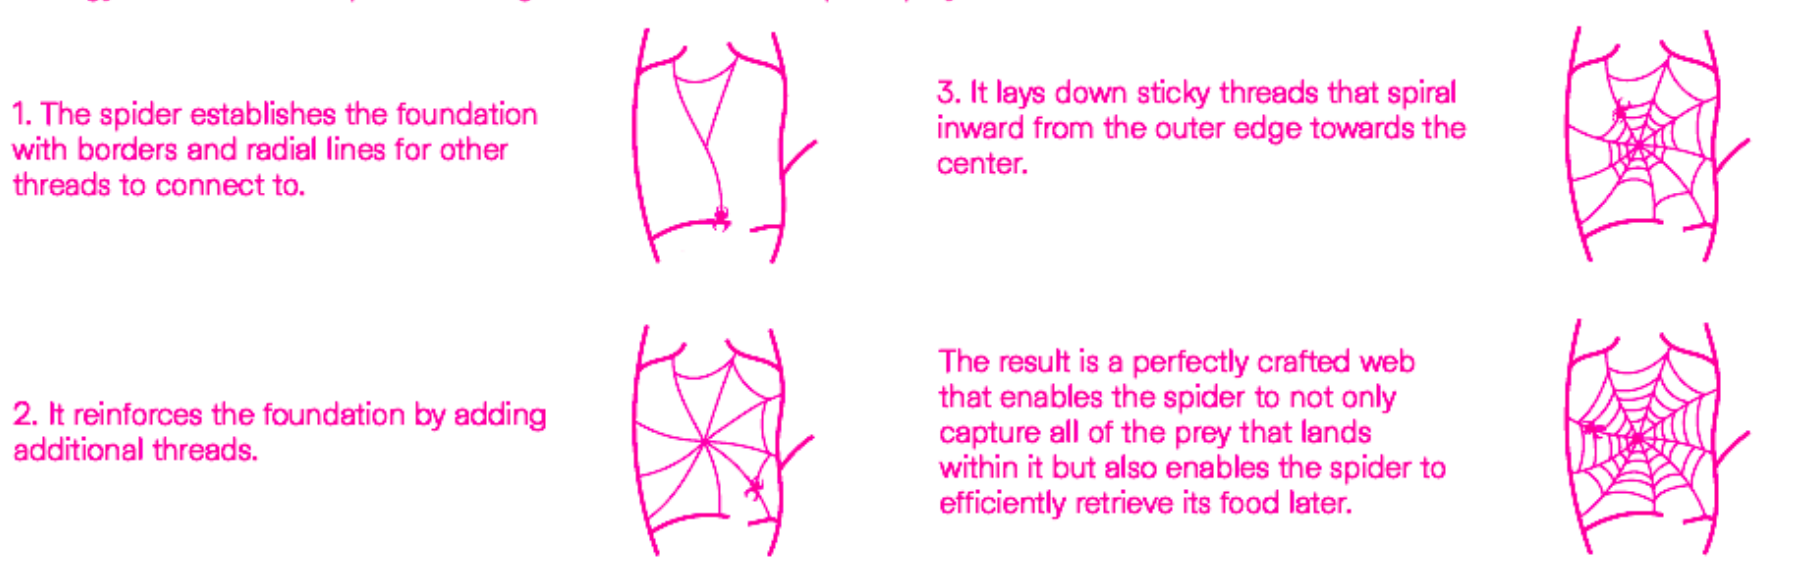 1. The spider establishes the foundation
with borders and radial lines for other
threads to connect to.
2. It reinforces the foundation by adding
additional threads.
3. It lays down sticky threads that spiral
inward from the outer edge towards the
center.
The result is a perfectly crafted web
that enables the spider to not only
capture all of the prey that lands
within it but also enables the spider to
efficiently retrieve its food later.